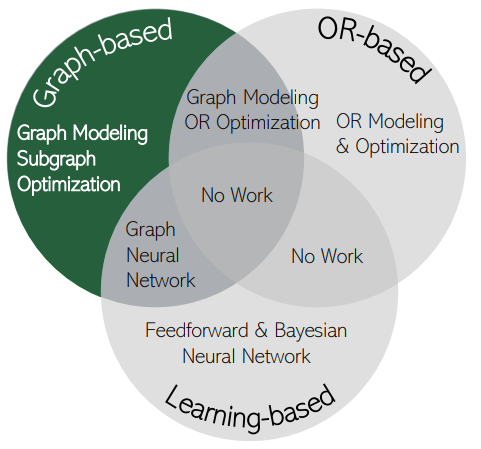 Graph-based
OR-based
Graph Modeling
Subgraph
Optimization
Graph Modeling
OR Optimization
OR Modeling
& Optimization
No Work
Graph
Neural
Network
No Work
Feedforward & Bayesian
Neural Network
Learning-based